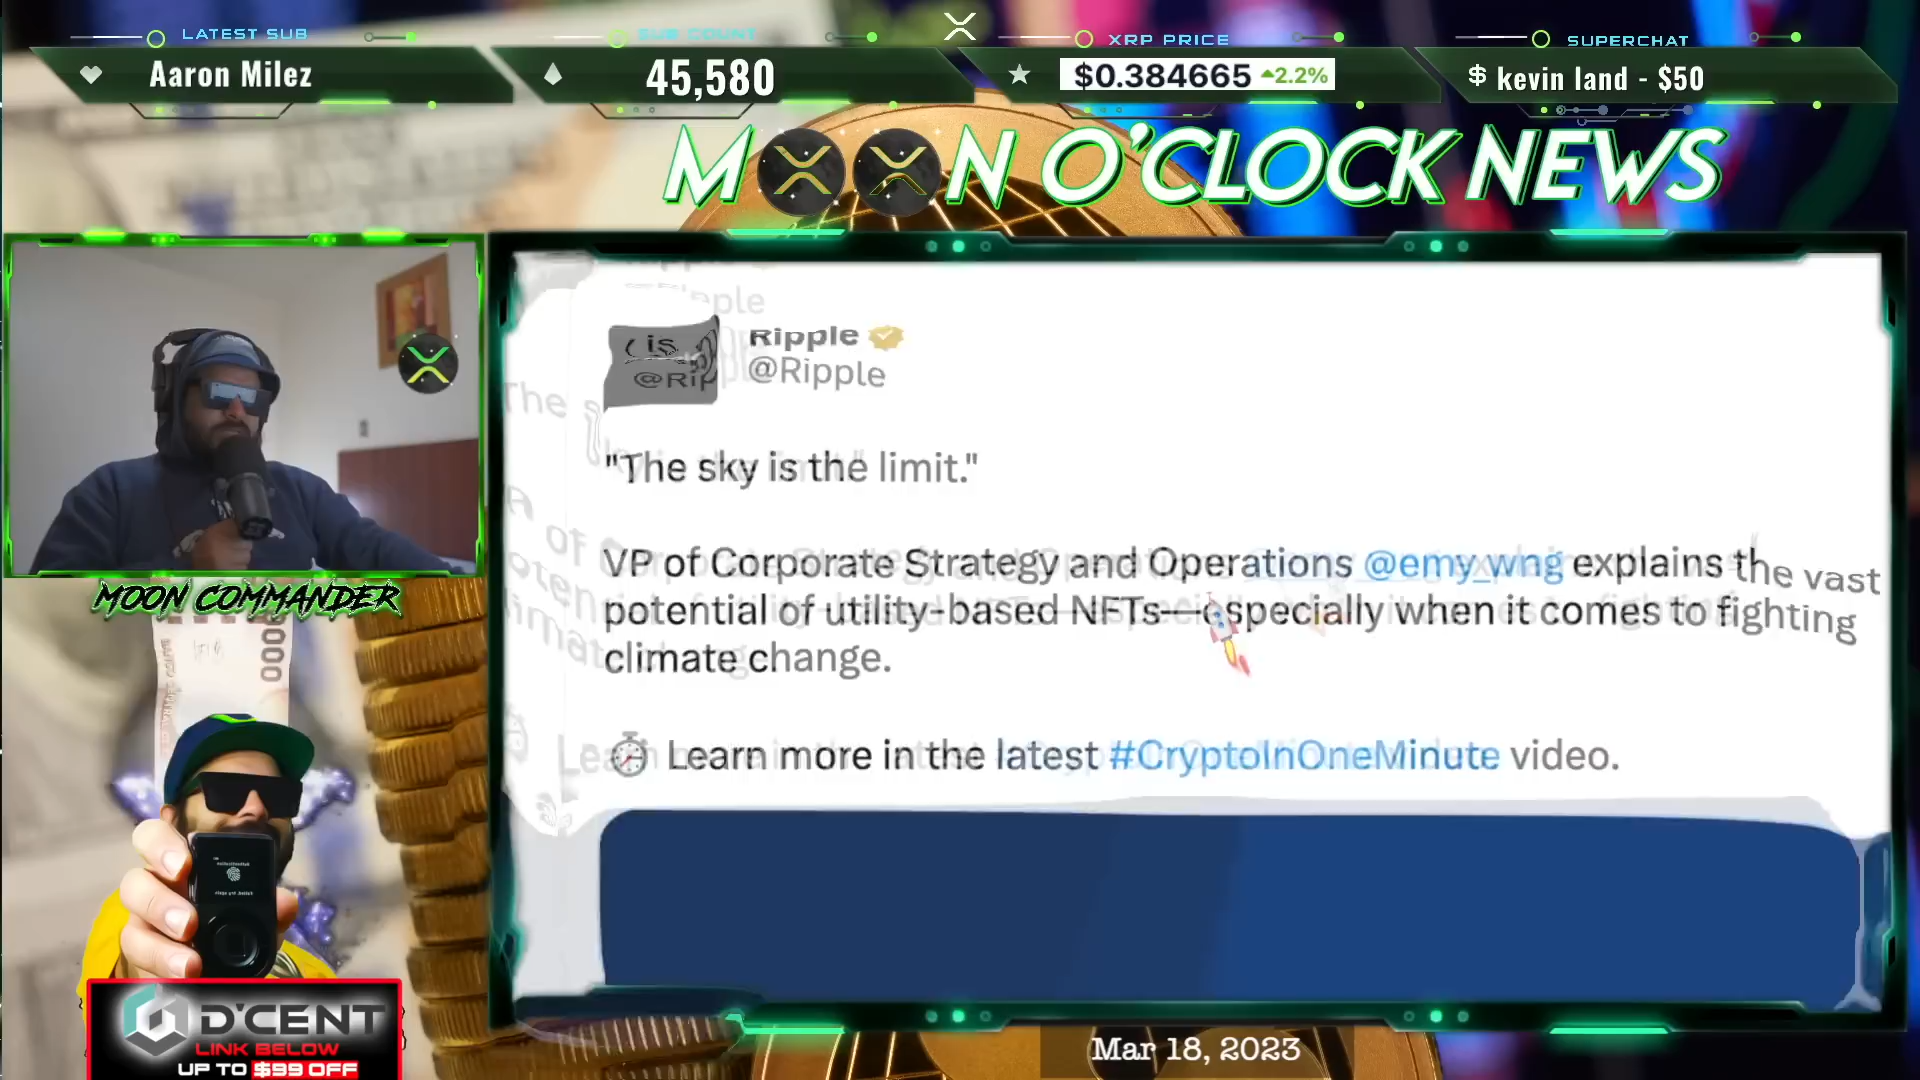 LATEST SUB
Aaron Milez
SUB COUNT
45,580
XRP PRICE
$0.384665 2.2%
SUPERCHAT
$ kevin land - $50
MOON O'CLOCK NEWS
Ripple
@Ripple
"The sky is the limit."
VP of Corporate Strategy and Operations @emy_wng explains the vast
potential of utility-based NFTs—especially when it comes to fighting
climate change.
Learn more in the latest #CryptoInOneMinute video.
MOON COMMANDER
000
D'CENT
LINK BELOW
UP TO $99 OFF
Mar 18, 2023